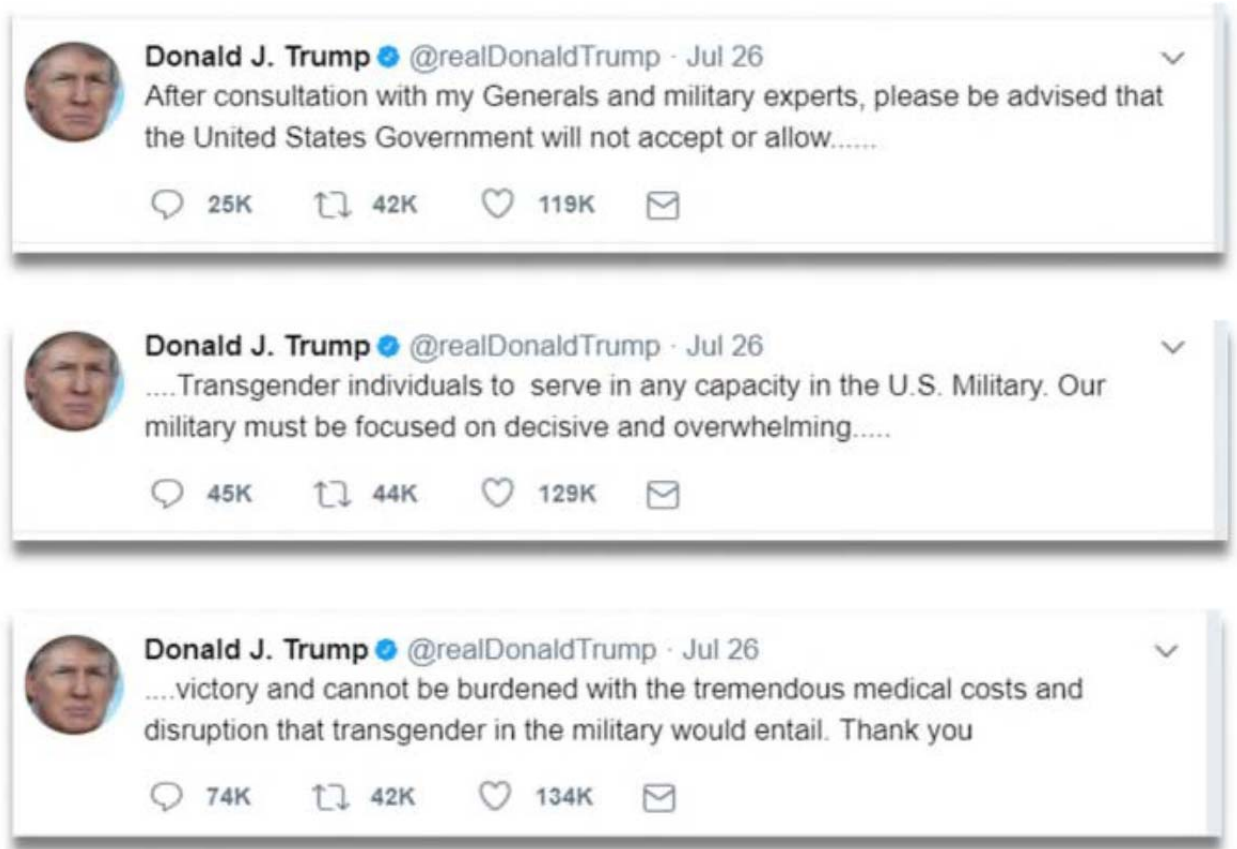 Donald J. Trump @realDonaldTrump · Jul 26
After consultation with my Generals and military experts, please be advised that
the United States Government will not accept or allow......
25K 42K 119K
Donald J. Trump @realDonaldTrump · Jul 26
....Transgender individuals to serve in any capacity in the U.S. Military. Our
military must be focused on decisive and overwhelming.....
45K 44K 129K
Donald J. Trump @realDonaldTrump · Jul 26
....victory and cannot be burdened with the tremendous medical costs and
disruption that transgender in the military would entail. Thank you
74K 42K 134K